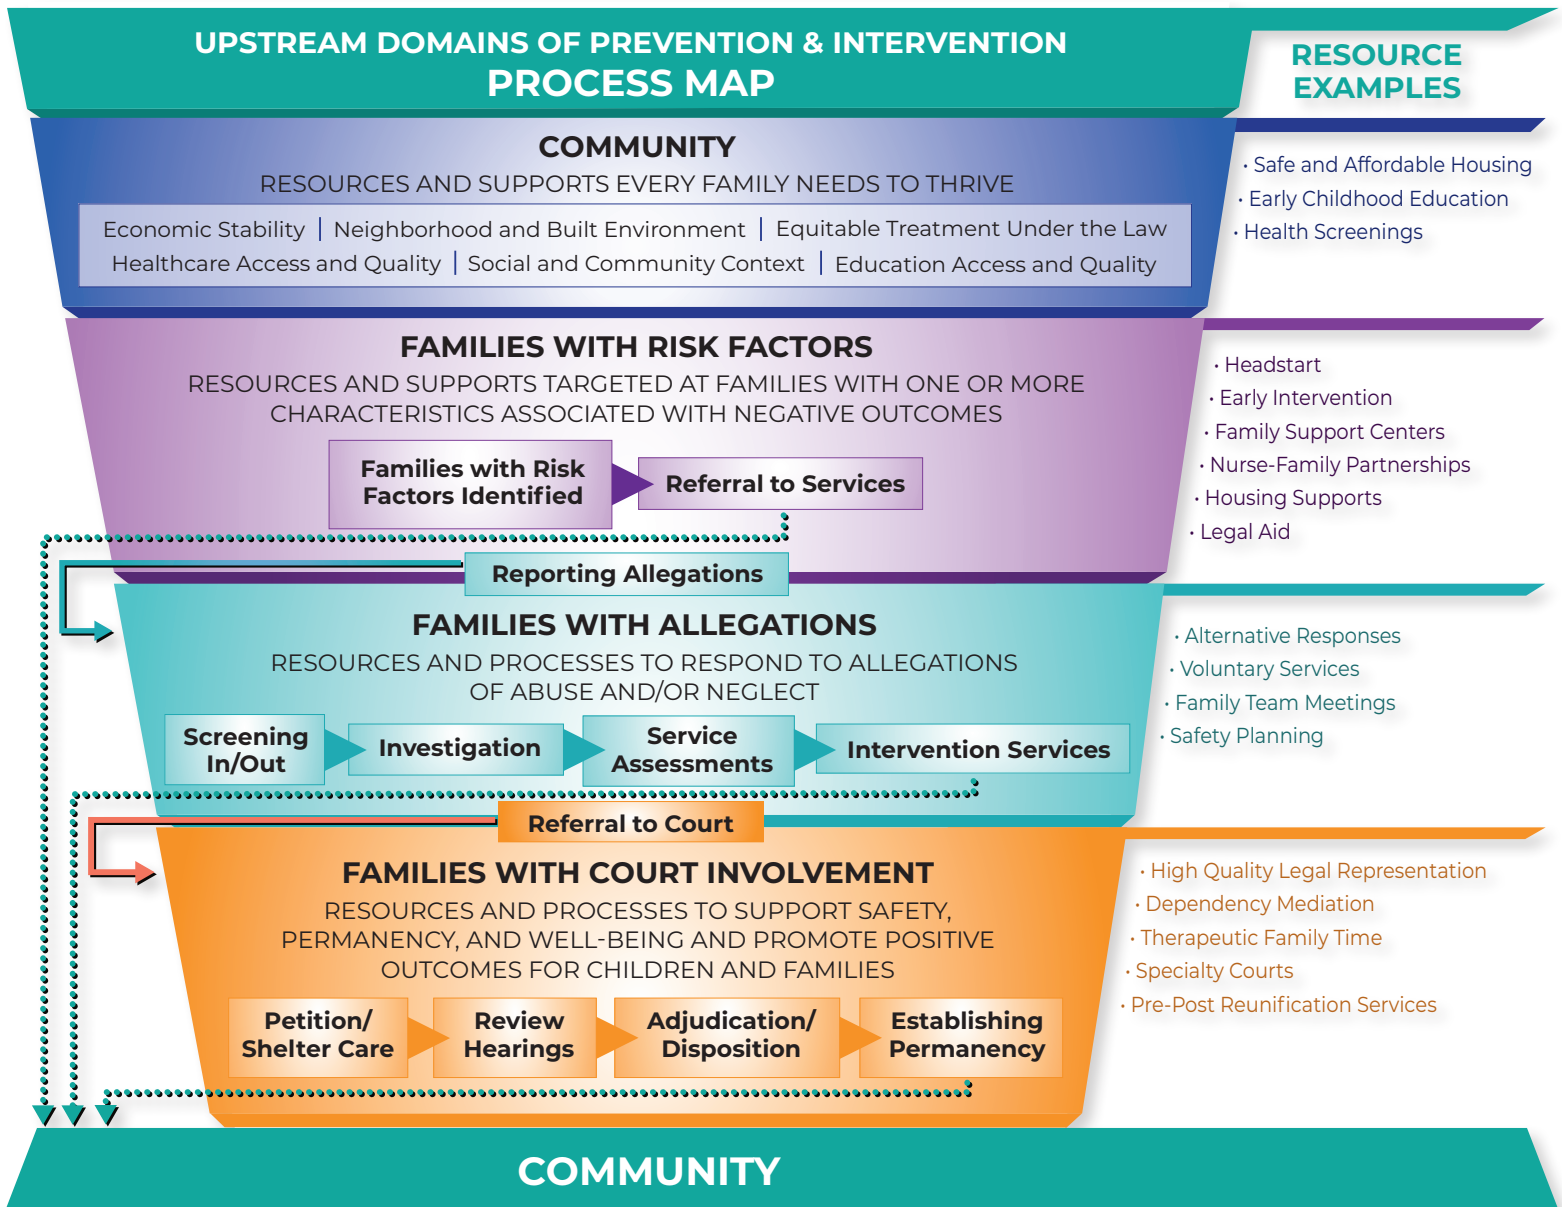 UPSTREAM DOMAINS OF PREVENTION & INTERVENTION
PROCESS MAP
RESOURCE
EXAMPLES
COMMUNITY
RESOURCES AND SUPPORTS EVERY FAMILY NEEDS TO THRIVE
Economic Stability | Neighborhood and Built Environment | Equitable Treatment Under the Law
Healthcare Access and Quality | Social and Community Context | Education Access and Quality
• Safe and Affordable Housing
• Early Childhood Education
• Health Screenings
FAMILIES WITH RISK FACTORS
RESOURCES AND SUPPORTS TARGETED AT FAMILIES WITH ONE OR MORE
CHARACTERISTICS ASSOCIATED WITH NEGATIVE OUTCOMES
Families with Risk
Factors Identified
Referral to Services
• Headstart
• Early Intervention
• Family Support Centers
• Nurse-Family Partnerships
• Housing Supports
• Legal Aid
Reporting Allegations
FAMILIES WITH ALLEGATIONS
RESOURCES AND PROCESSES TO RESPOND TO ALLEGATIONS
OF ABUSE AND/OR NEGLECT
Screening
In/Out
Investigation
Service
Assessments
Intervention Services
• Alternative Responses
• Voluntary Services
• Family Team Meetings
• Safety Planning
Referral to Court
FAMILIES WITH COURT INVOLVEMENT
RESOURCES AND PROCESSES TO SUPPORT SAFETY,
PERMANENCY, AND WELL-BEING AND PROMOTE POSITIVE
OUTCOMES FOR CHILDREN AND FAMILIES
Petition/
Shelter Care
Review
Hearings
Adjudication/
Disposition
Establishing
Permanency
• High Quality Legal Representation
• Dependency Mediation
• Therapeutic Family Time
• Specialty Courts
• Pre-Post Reunification Services
COMMUNITY